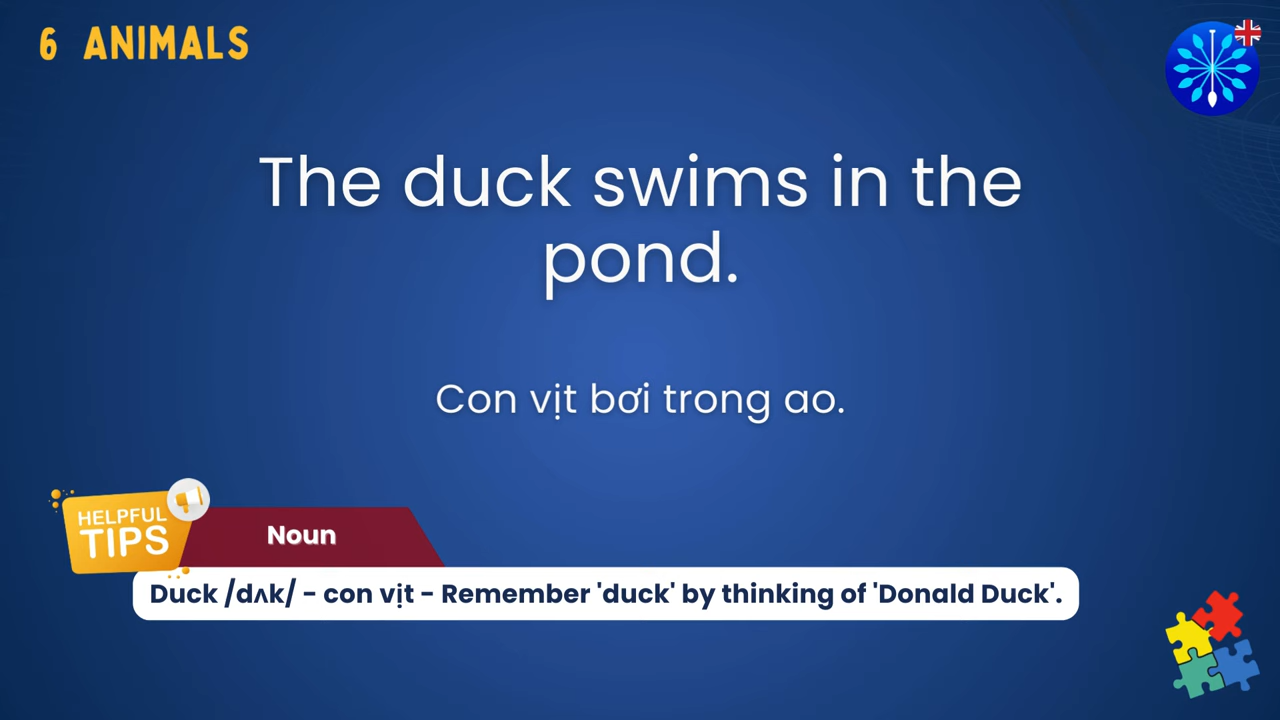 6 ANIMALS
The duck swims in the
pond.
Con vịt bơi trong ao.
HELPFUL
TIPS
Noun
Duck /dʌk/ - con vịt - Remember 'duck' by thinking of 'Donald Duck'.